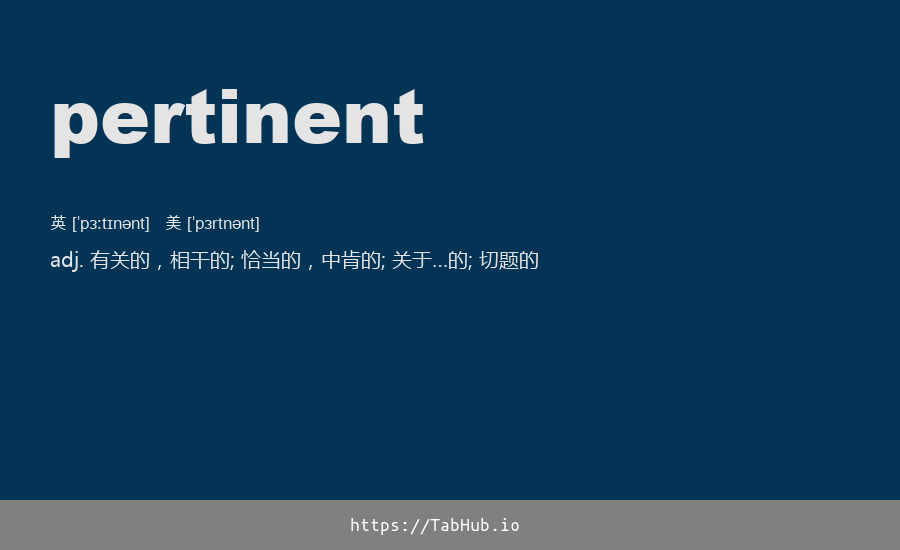 pertinent
英 [ˈpɜːtɪnənt]   美 [ˈpɜrtnənt]
adj. 有关的，相干的; 恰当的，中肯的; 关于…的; 切题的
https://TabHub.io